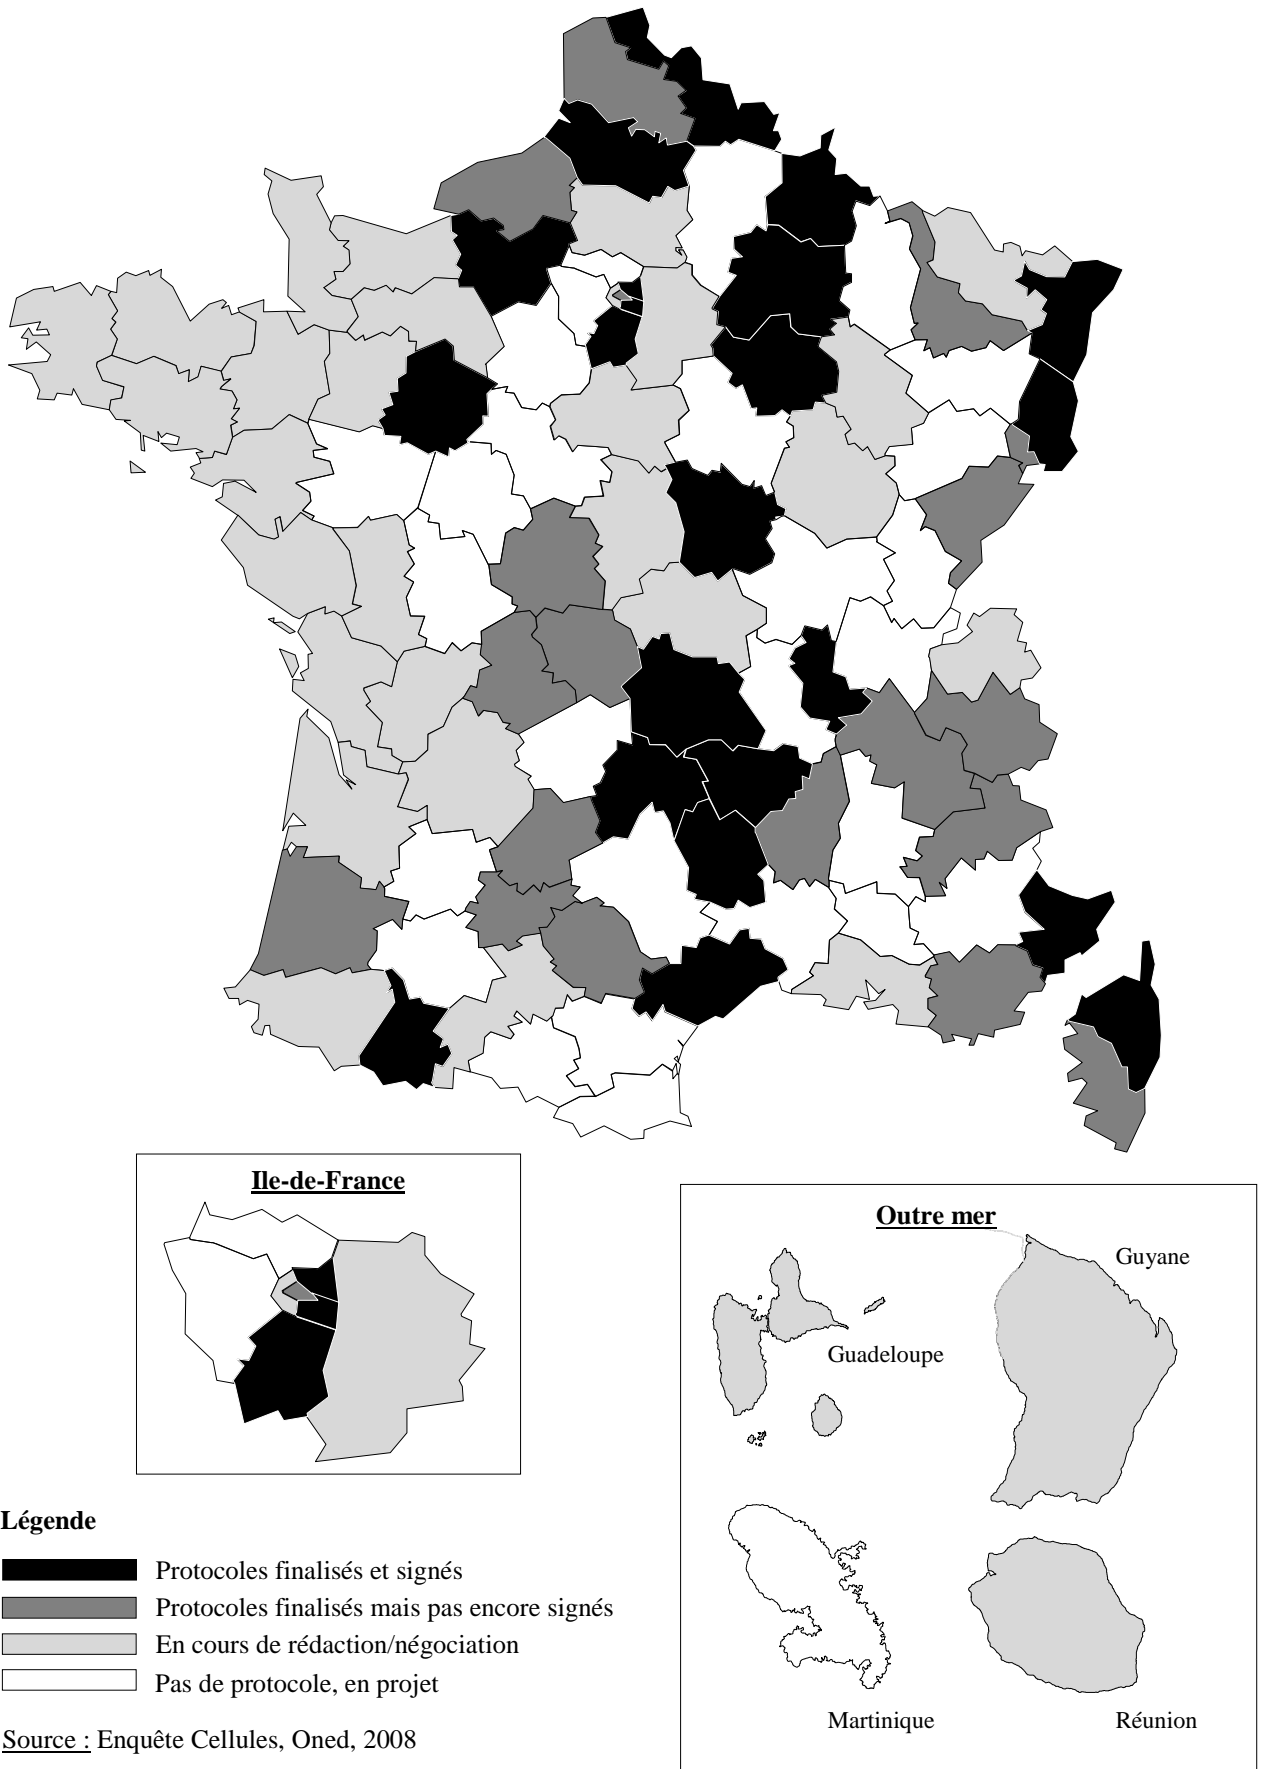 Ile-de-France
Outre mer
Guyane
Guadeloupe
Martinique
Réunion
Légende
Protocoles finalisés et signés
Protocoles finalisés mais pas encore signés
En cours de rédaction/négociation
Pas de protocole, en projet
Source : Enquête Cellules, Oned, 2008